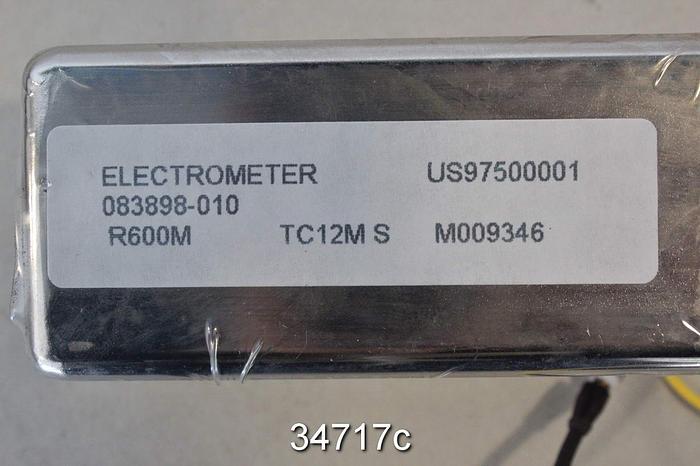 ELECTROMETER US97500001
083898-010
R600M TC12M S M009346
34717c